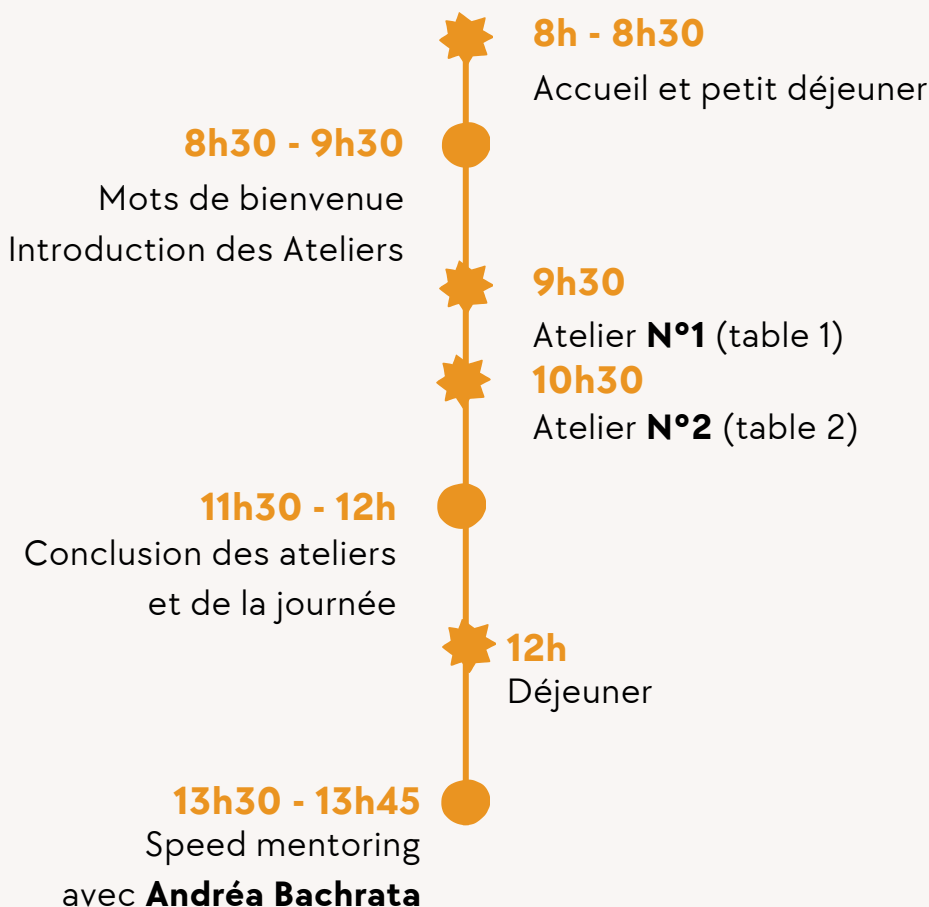 8h - 8h30
Accueil et petit déjeuner
8h30 - 9h30
Mots de bienvenue
Introduction des Ateliers
9h30
Atelier N°1 (table 1)
10h30
Atelier N°2 (table 2)
11h30 - 12h
Conclusion des ateliers
et de la journée
12h
Déjeuner
13h30 - 13h45
Speed mentoring
avec Andréa Bachrata